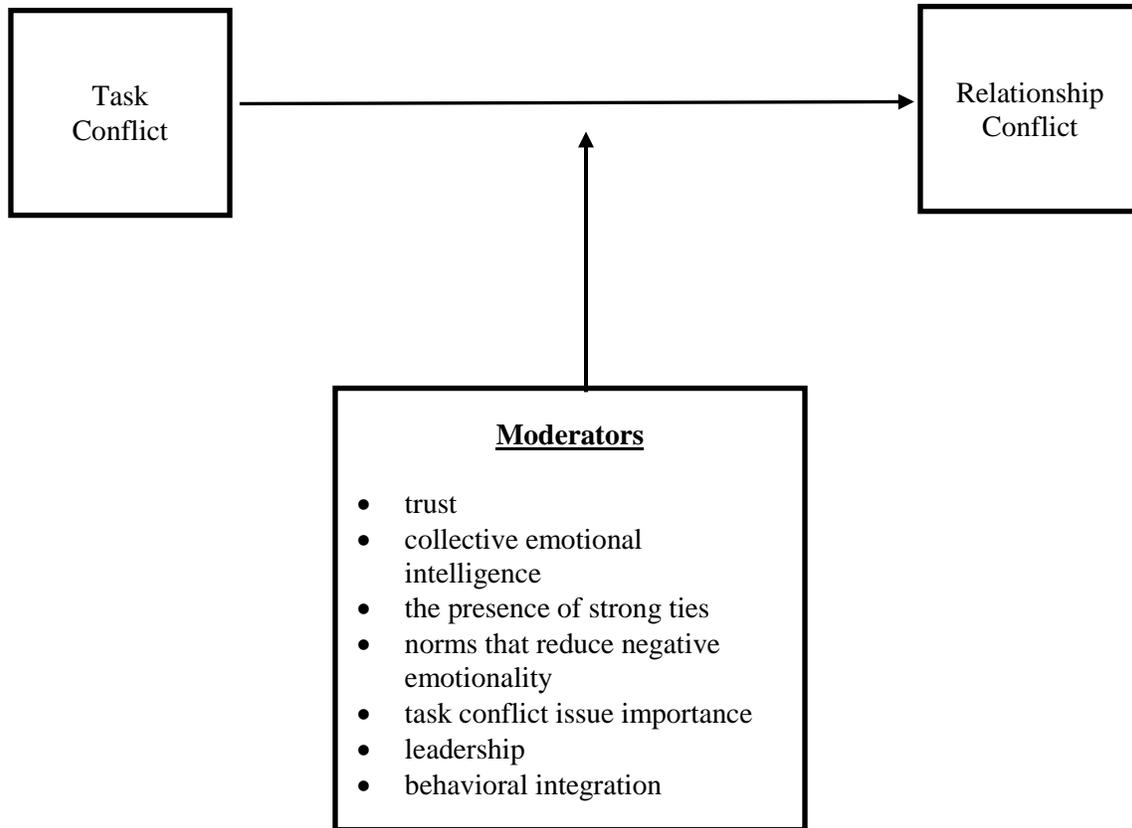 Task
Conflict
Relationship
Conflict
Moderators
• trust
• collective emotional
intelligence
• the presence of strong ties
• norms that reduce negative
emotionality
• task conflict issue importance
• leadership
• behavioral integration